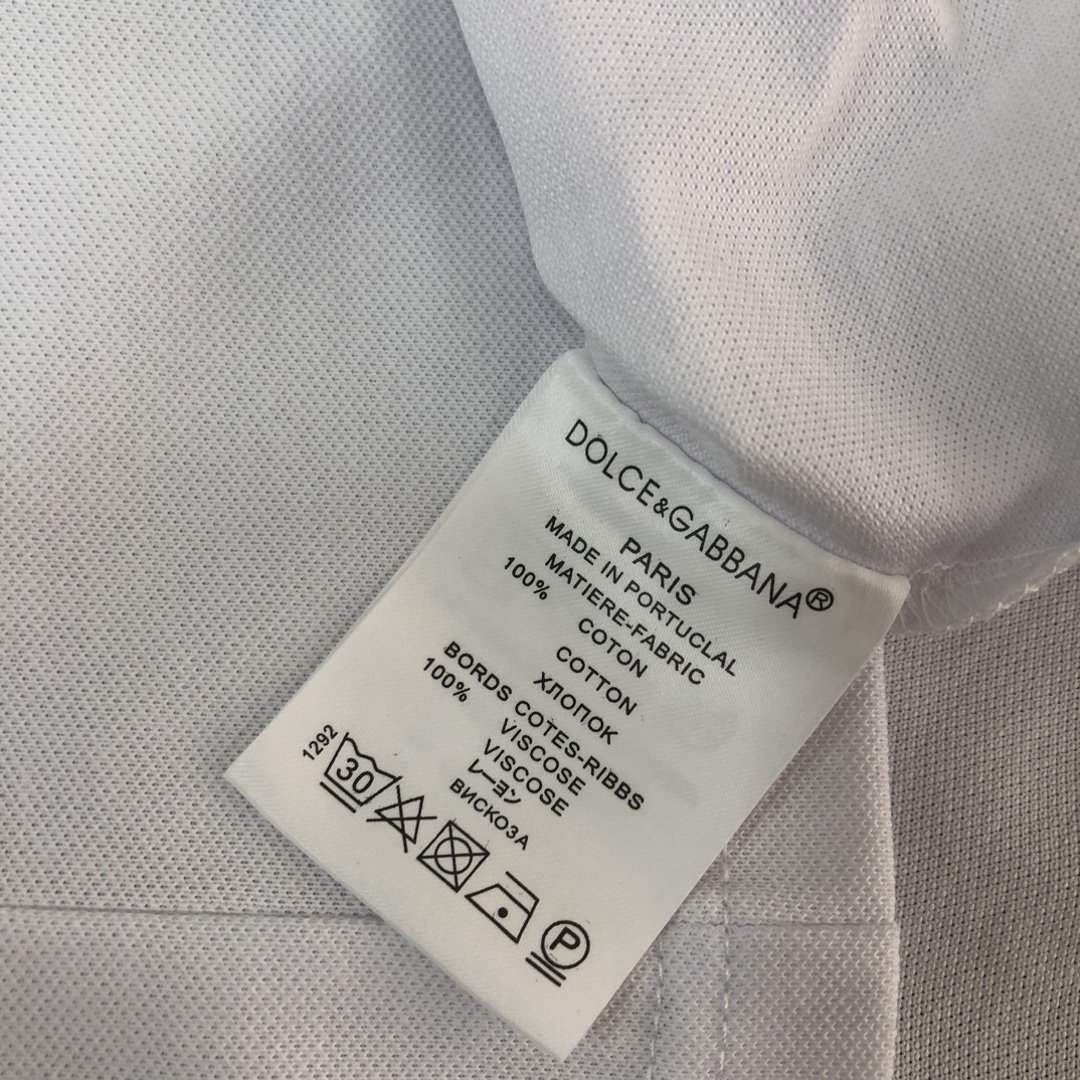 DOLCE&GABBANA®
PARIS
MADE IN PORTUCLAL
MATIERE-FABRIC
100% COTON
COTTON
ХЛОПОК
BORDS COTES-RIBBS
100% VISCOSE
VISCOSE
レーヨン
ВИСКОЗА
1292
30
P